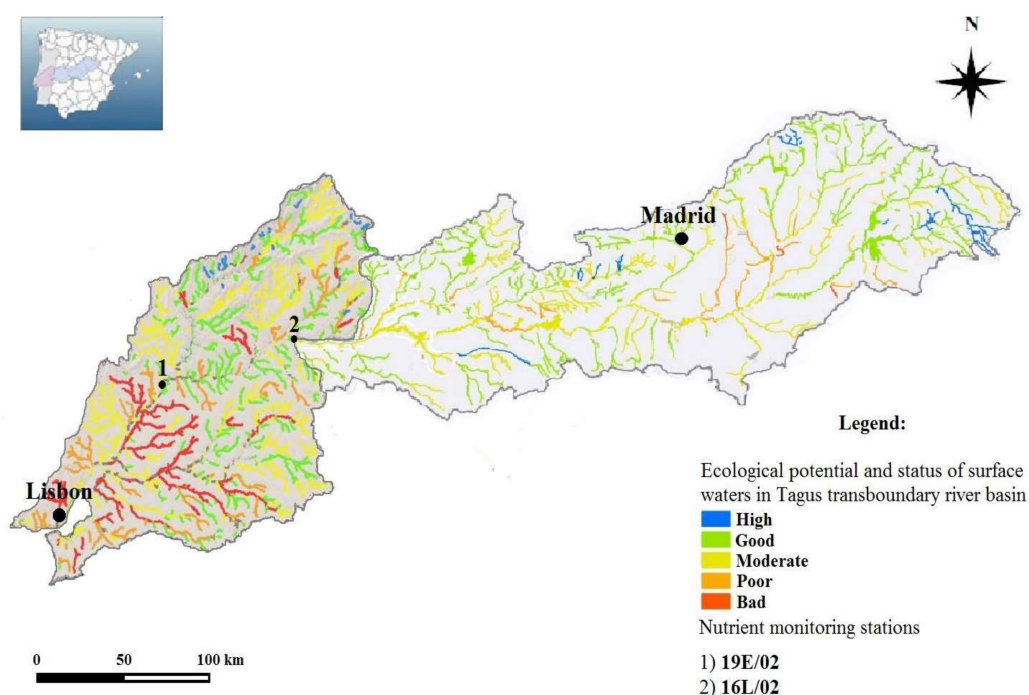 N
Madrid
2
1
Lisbon
Legend:
Ecological potential and status of surface
waters in Tagus transboundary river basin
High
Good
Moderate
Poor
Bad
Nutrient monitoring stations
1) 19E/02
2) 16L/02
0 50 100 km